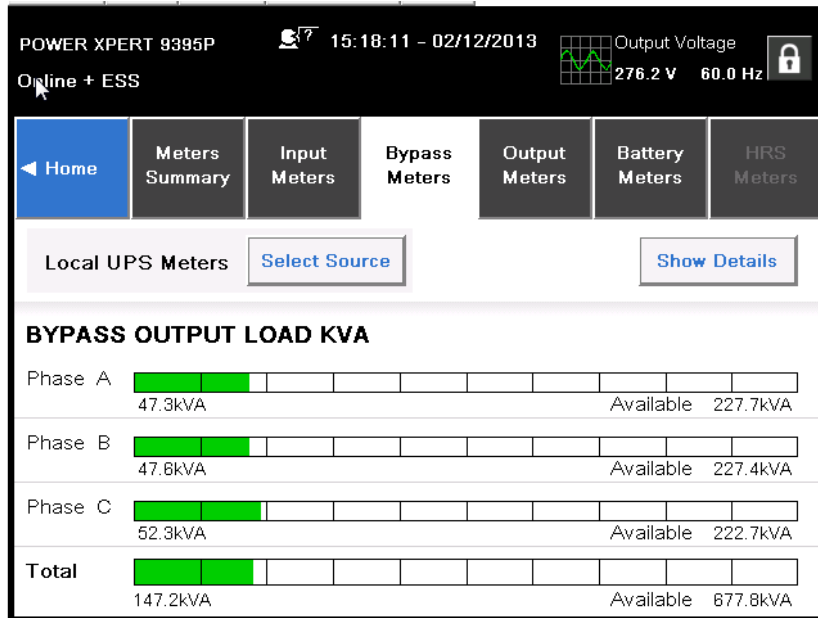 POWER XPERT 9395P
? 15:18:11 - 02/12/2013
Output Voltage
Online + ESS
276.2 V 60.0 Hz
Home
Meters Summary
Input Meters
Bypass Meters
Output Meters
Battery Meters
HRS Meters
Local UPS Meters
Select Source
Show Details
BYPASS OUTPUT LOAD KVA
Phase A
47.3kVA Available 227.7kVA
Phase B
47.6kVA Available 227.4kVA
Phase C
52.3kVA Available 222.7kVA
Total
147.2kVA Available 677.8kVA